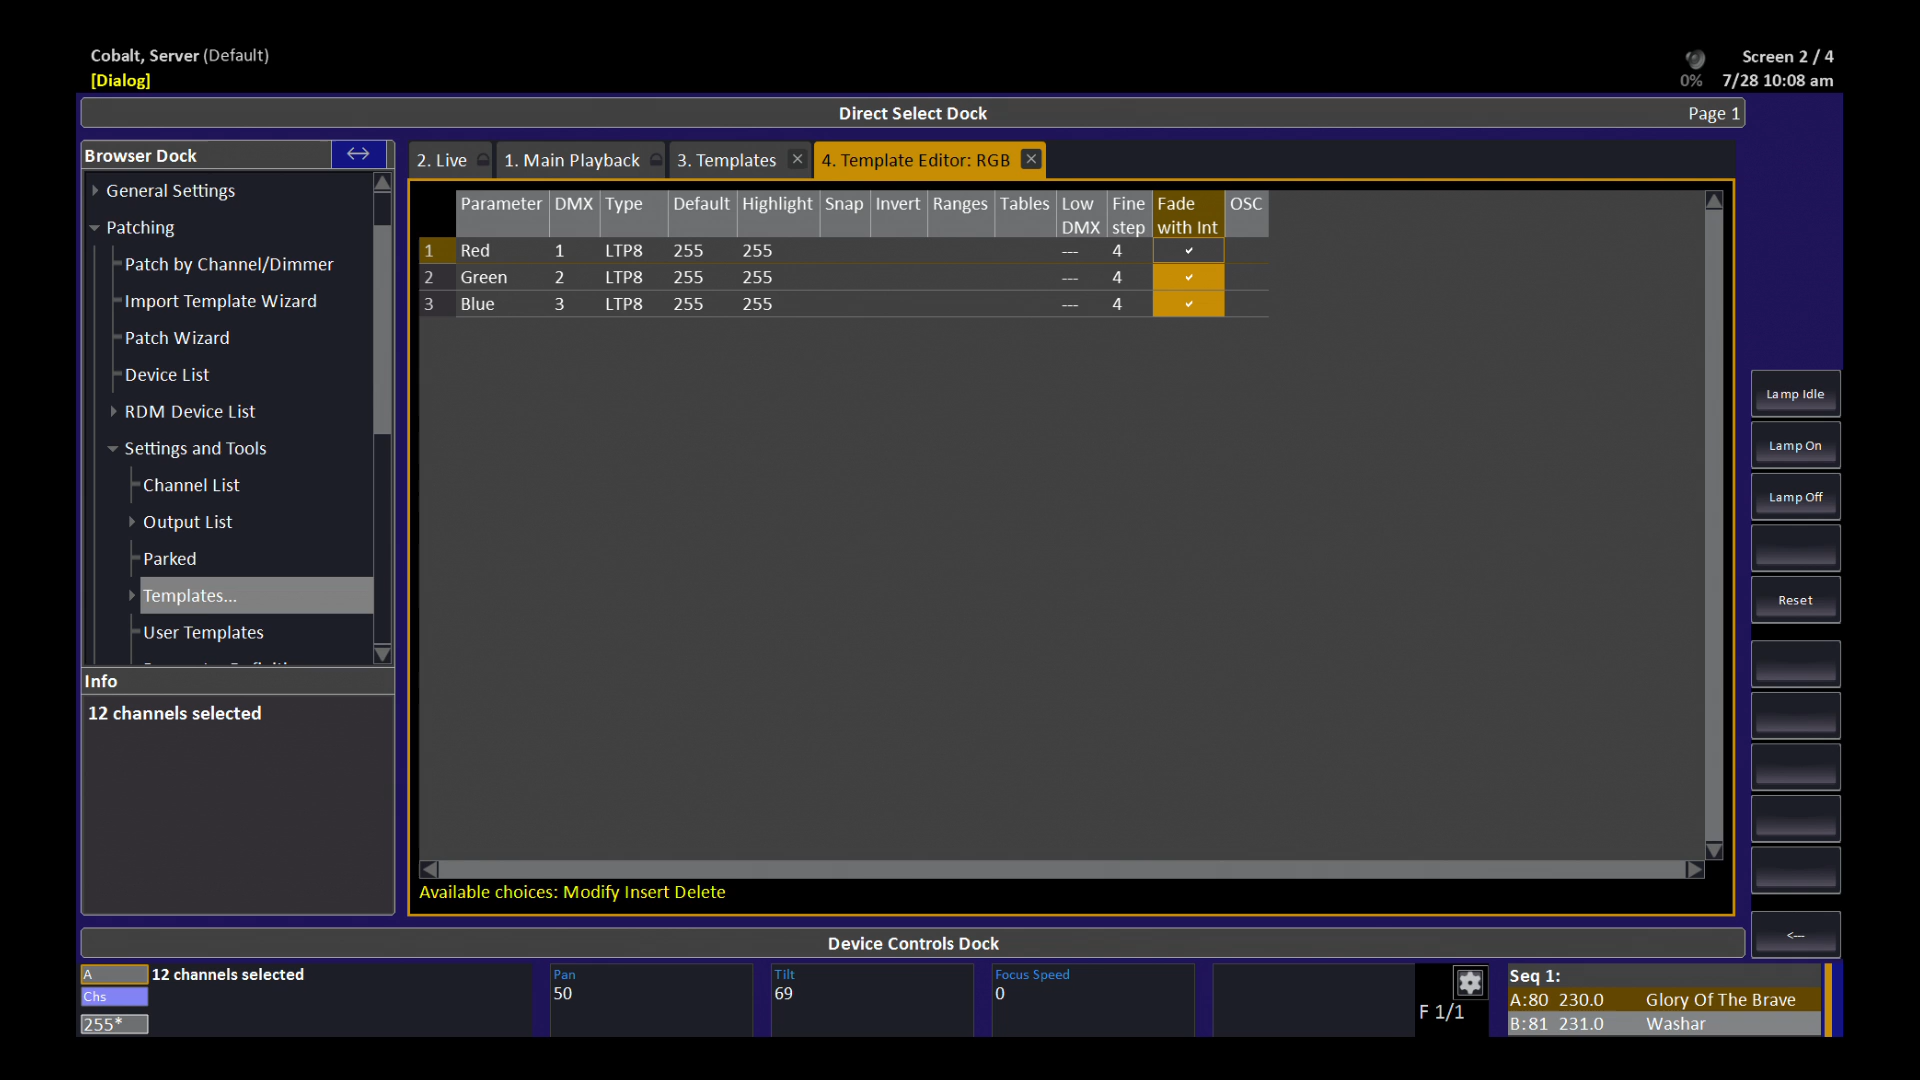 Cobalt, Server (Default)
[Dialog]
Screen 2 / 4
0% 7/28 10:08 am
Direct Select Dock
Page 1
Browser Dock
General Settings
Patching
Patch by Channel/Dimmer
Import Template Wizard
Patch Wizard
Device List
RDM Device List
Settings and Tools
Channel List
Output List
Parked
Templates...
User Templates
Info
12 channels selected
2. Live
1. Main Playback
3. Templates
4. Template Editor: RGB
Parameter DMX Type Default Highlight Snap Invert Ranges Tables Low DMX Fine step Fade with Int OSC
1 Red 1 LTP8 255 255 --- 4 ✓
2 Green 2 LTP8 255 255 --- 4 ✓
3 Blue 3 LTP8 255 255 --- 4 ✓
Available choices: Modify Insert Delete
Lamp Idle
Lamp On
Lamp Off
Reset
<---
Device Controls Dock
A 12 channels selected
Chs
255*
Pan
50
Tilt
69
Focus Speed
0
F 1/1
Seq 1:
A:80 230.0 Glory Of The Brave
B:81 231.0 Washar